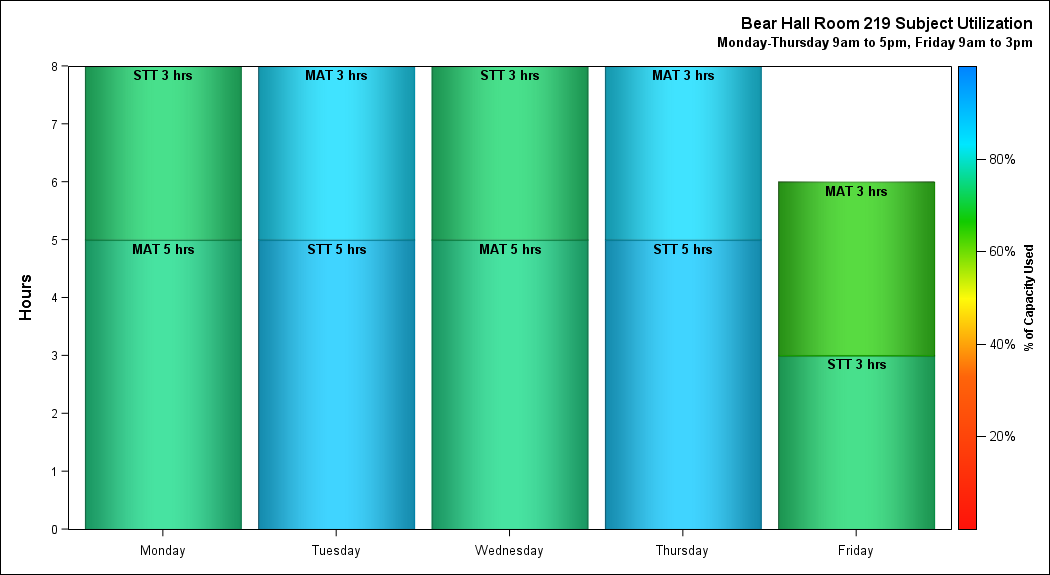 Bear Hall Room 219 Subject Utilization
Monday-Thursday 9am to 5pm, Friday 9am to 3pm
Hours
8
7
6
5
4
3
2
1
0
STT 3 hrs
MAT 5 hrs
MAT 3 hrs
STT 5 hrs
STT 3 hrs
MAT 5 hrs
MAT 3 hrs
STT 5 hrs
MAT 3 hrs
STT 3 hrs
Monday
Tuesday
Wednesday
Thursday
Friday
80%
60%
40%
20%
% of Capacity Used